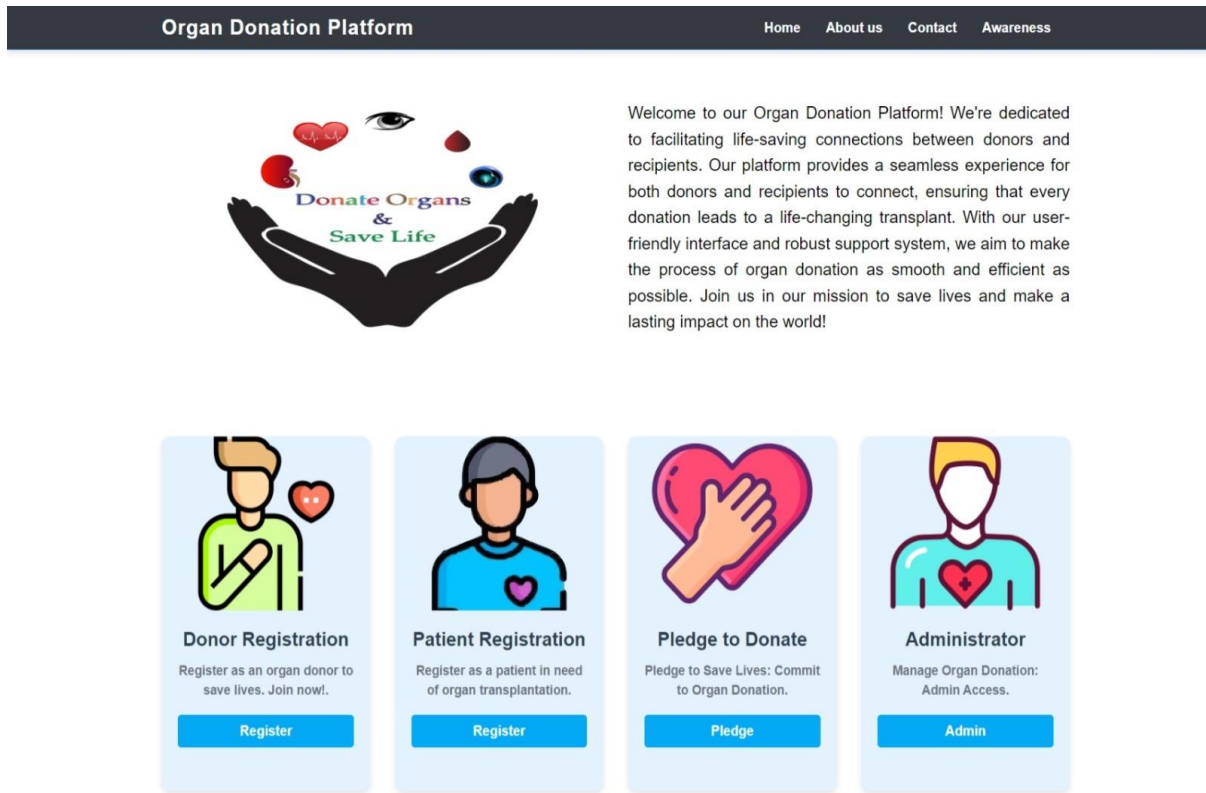 Organ Donation Platform
Home About us Contact Awareness
Donate Organs
&
Save Life
Welcome to our Organ Donation Platform! We're dedicated
to facilitating life-saving connections between donors and
recipients. Our platform provides a seamless experience for
both donors and recipients to connect, ensuring that every
donation leads to a life-changing transplant. With our user-
friendly interface and robust support system, we aim to make
the process of organ donation as smooth and efficient as
possible. Join us in our mission to save lives and make a
lasting impact on the world!
Donor Registration
Register as an organ donor to
save lives. Join now!.
Register
Patient Registration
Register as a patient in need
of organ transplantation.
Register
Pledge to Donate
Pledge to Save Lives: Commit
to Organ Donation.
Pledge
Administrator
Manage Organ Donation:
Admin Access.
Admin